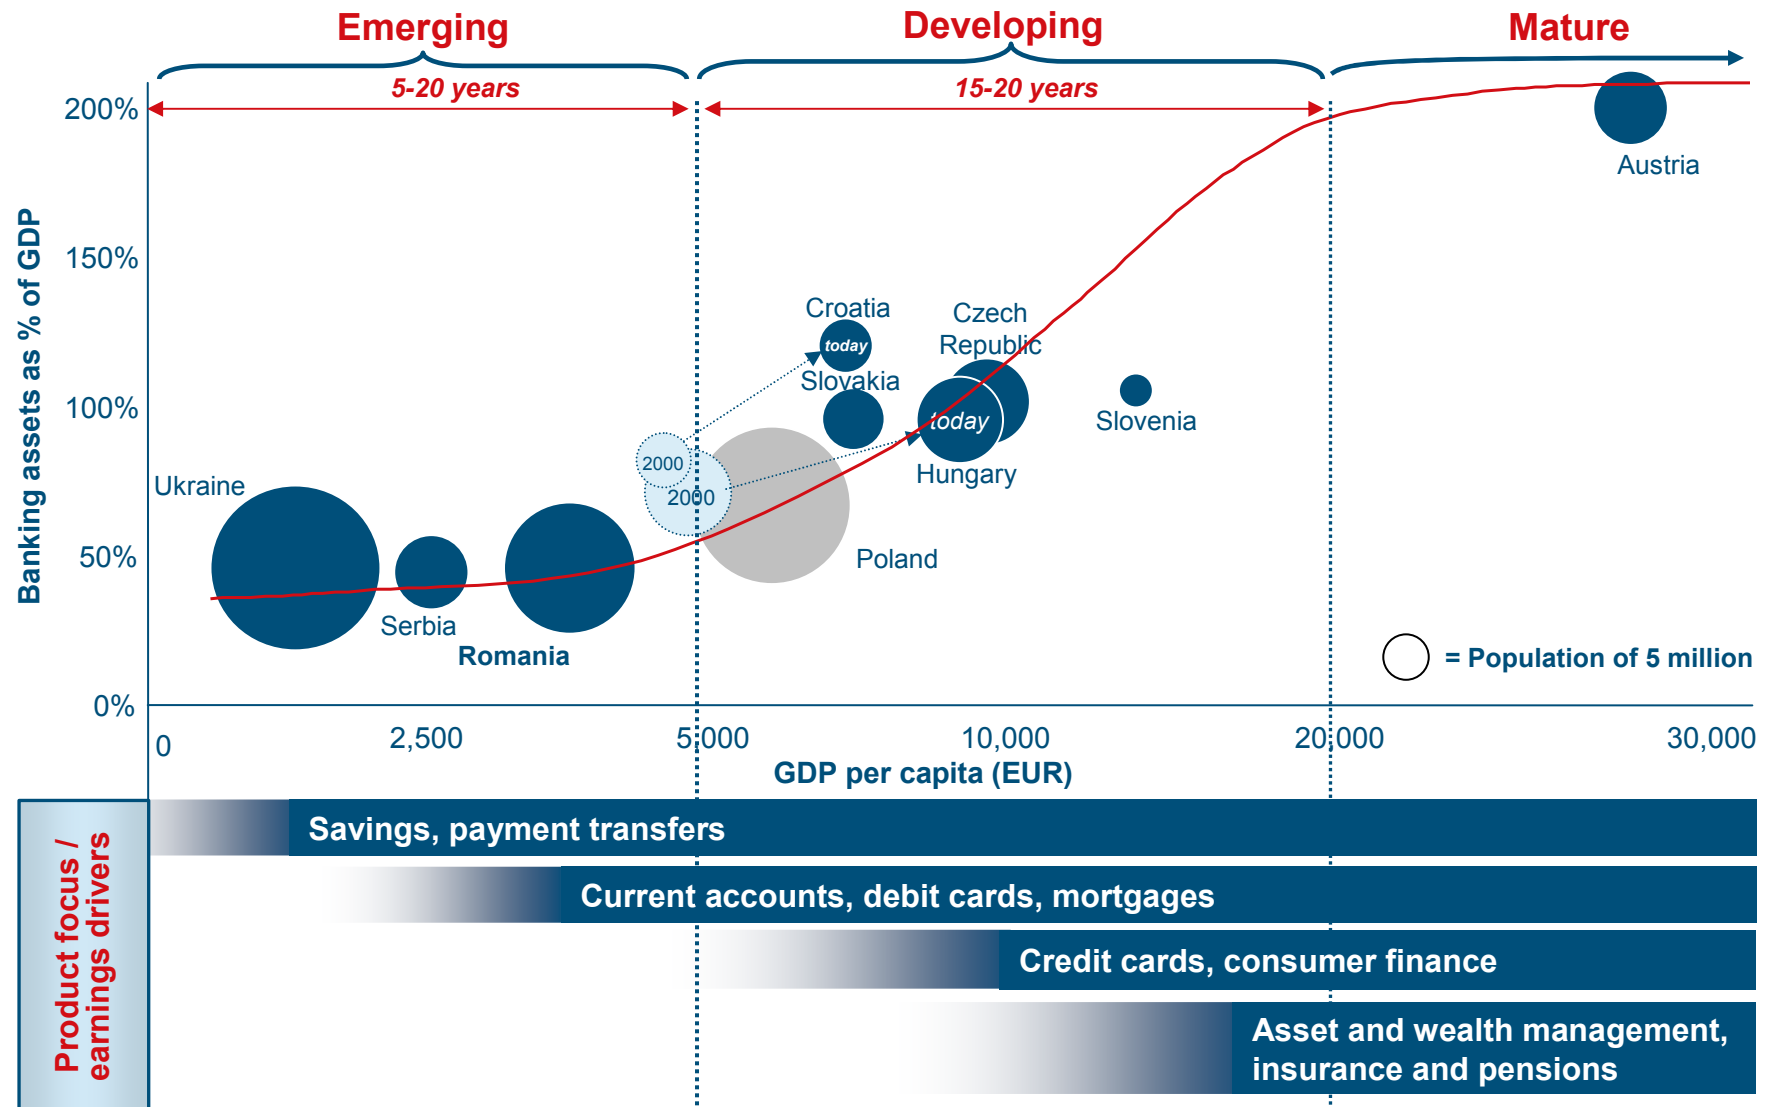 Emerging
Developing
Mature
5-20 years
15-20 years
200%
150%
100%
50%
0%
Banking assets as % of GDP
Austria
Croatia
today
Slovakia
Czech
Republic
today
Hungary
Slovenia
2000
2000
Ukraine
Serbia
Romania
Poland
= Population of 5 million
0
2,500
5,000
10,000
20,000
30,000
GDP per capita (EUR)
Product focus /
earnings drivers
Savings, payment transfers
Current accounts, debit cards, mortgages
Credit cards, consumer finance
Asset and wealth management,
insurance and pensions